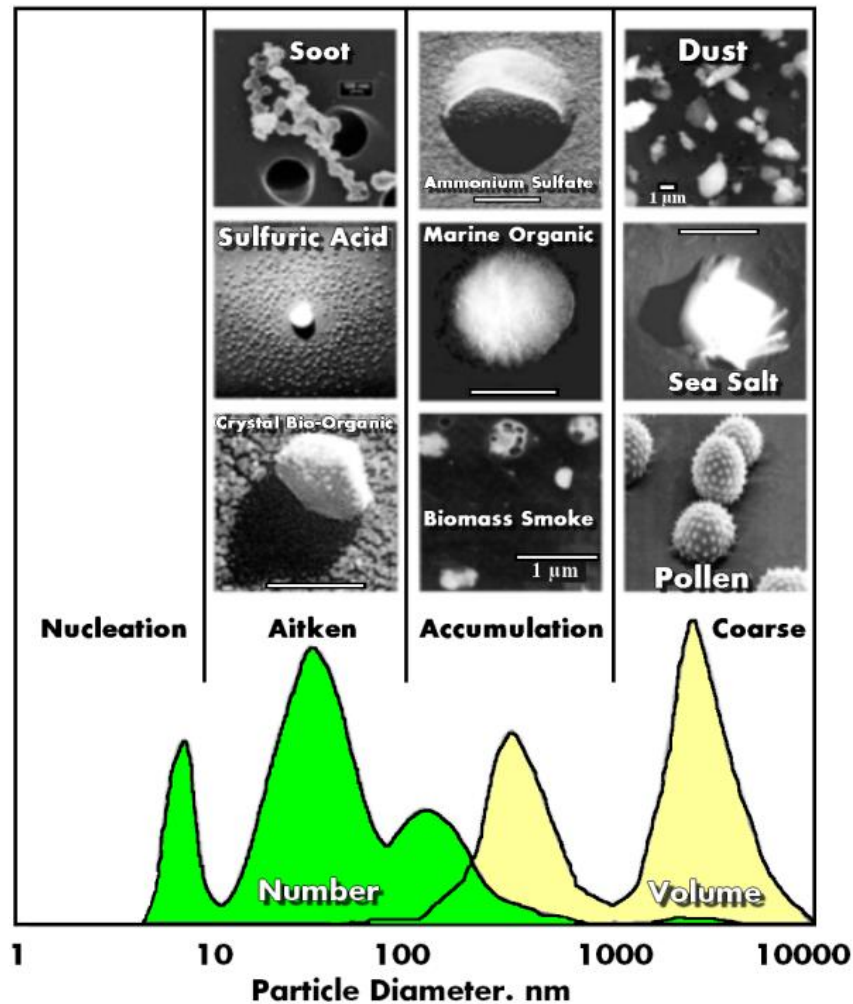 Soot
Ammonium Sulfate
Dust
1 µm
Sulfuric Acid
Marine Organic
Sea Salt
Crystal Bio-Organic
Biomass Smoke
1 µm
Pollen
Nucleation Aitken Accumulation Coarse
Number
Volume
1 10 100 1000 10000
Particle Diameter. nm